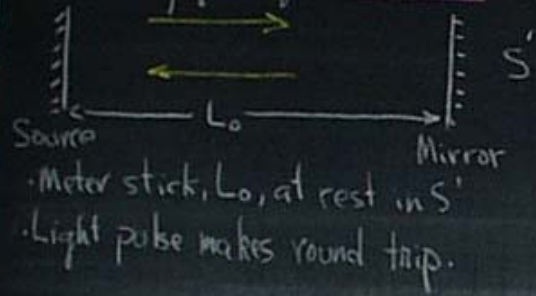 S'
L₀
Source
Mirror
·Meter stick, L₀, at rest in S'
·Light pulse makes round trip.